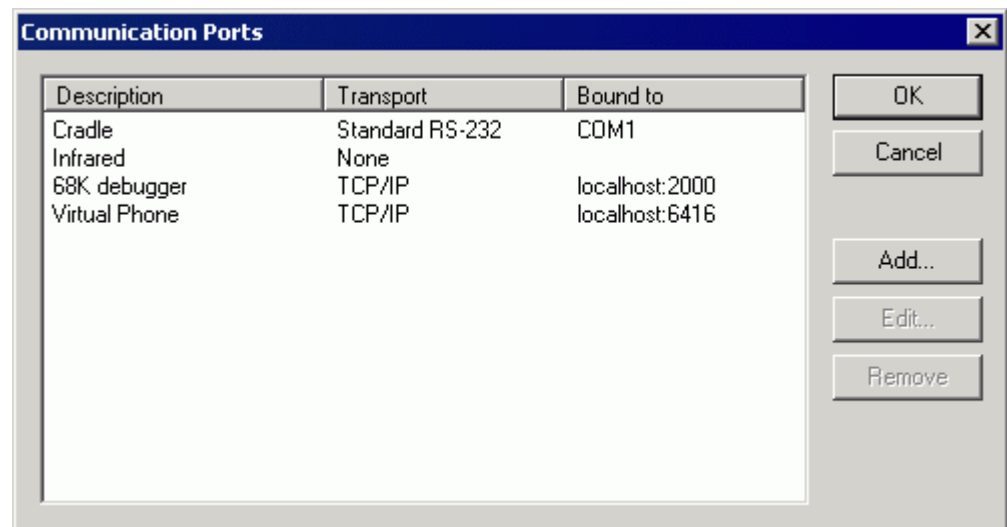 Communication Ports
Description Transport Bound to
Cradle Standard RS-232 COM1
Infrared None
68K debugger TCP/IP localhost:2000
Virtual Phone TCP/IP localhost:6416
OK
Cancel
Add...
Edit...
Remove